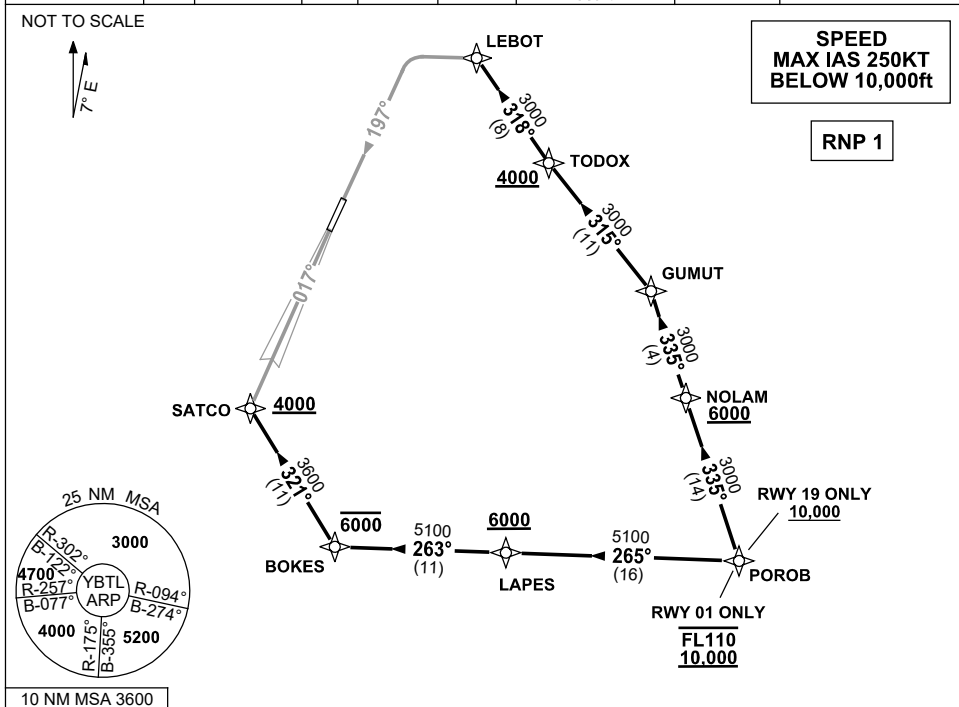 NOT TO SCALE
7° E
LEBOT
SPEED
MAX IAS 250KT
BELOW 10,000ft
RNP 1
197°
3000
318°
(8)
TODOX
4000
3000
315°
(11)
GUMUT
017°
3000
335°
(4)
NOLAM
6000
SATCO
4000
3000
335°
(14)
3600
321°
(11)
RWY 19 ONLY
10,000
6000
BOKES
5100
263°
(11)
6000
LAPES
5100
265°
(16)
POROB
RWY 01 ONLY
FL110
10,000
25 NM MSA
3000
R-302°
B-122°
4700
R-257°
B-077°
YBTL
ARP
R-094°
B-274°
4000
R-175°
B-355°
5200
10 NM MSA 3600